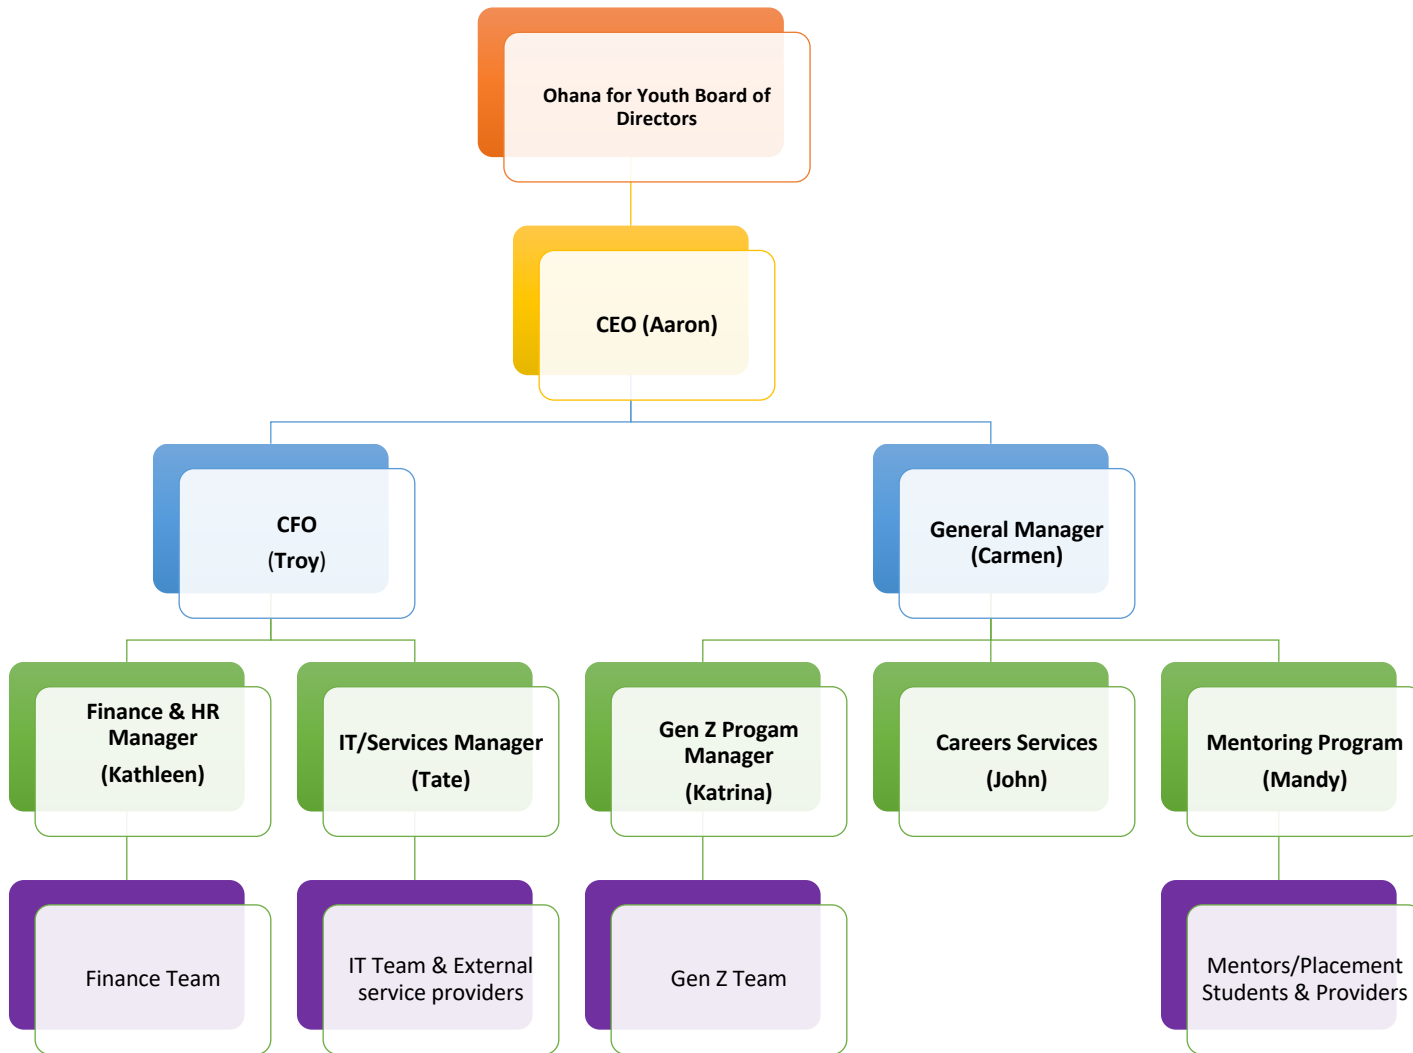 Ohana for Youth Board of
Directors
CEO (Aaron)
CFO
(Troy)
General Manager
(Carmen)
Finance & HR
Manager
(Kathleen)
IT/Services Manager
(Tate)
Gen Z Progam
Manager
(Katrina)
Careers Services
(John)
Mentoring Program
(Mandy)
Finance Team
IT Team & External
service providers
Gen Z Team
Mentors/Placement
Students & Providers